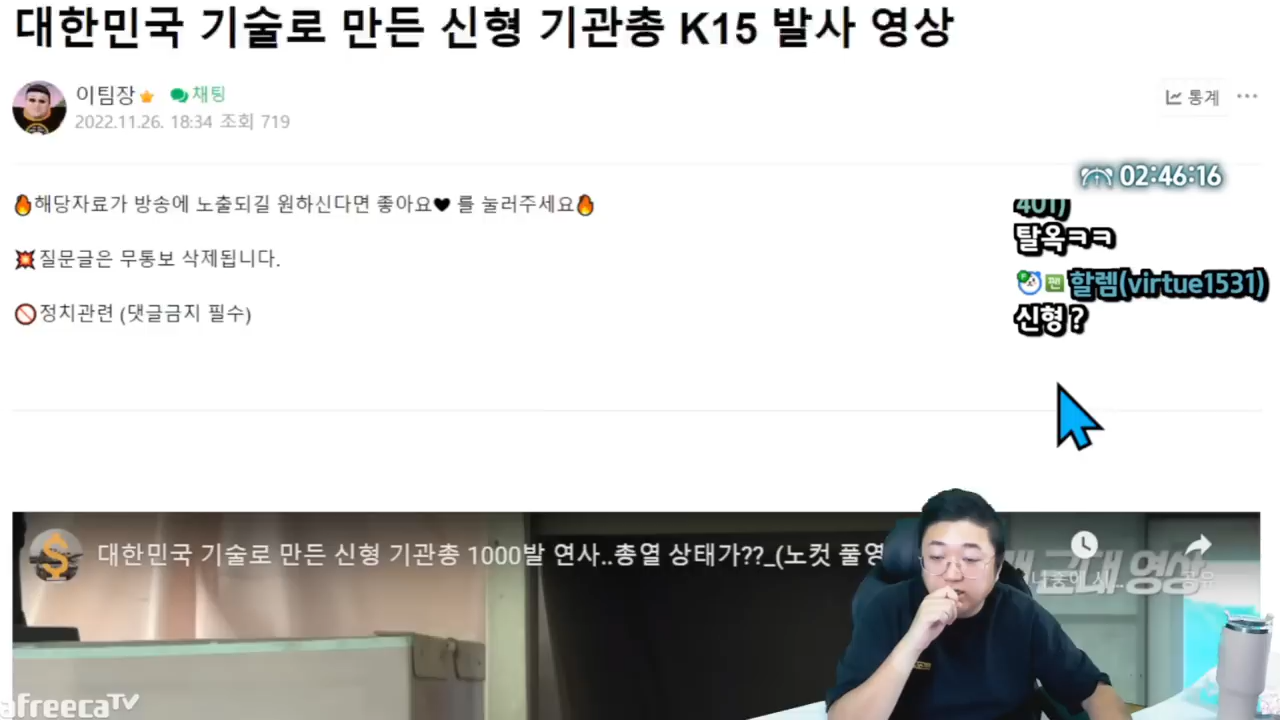 대한민국 기술로 만든 신형 기관총 K15 발사 영상
이팀장 채팅
2022.11.26. 18:34 조회 719
통계
02:46:16
🔥해당자료가 방송에 노출되길 원하신다면 좋아요🖤 를 눌러주세요🔥
401)
탈옥ㅋㅋ
💥질문글은 무통보 삭제됩니다.
팬 할렘(virtue1531)
신형?
🚫정치관련 (댓글금지 필수)
대한민국 기술로 만든 신형 기관총 1000발 연사..총열 상태가??_(노컷 풀영
영상
공유
afreecaTV